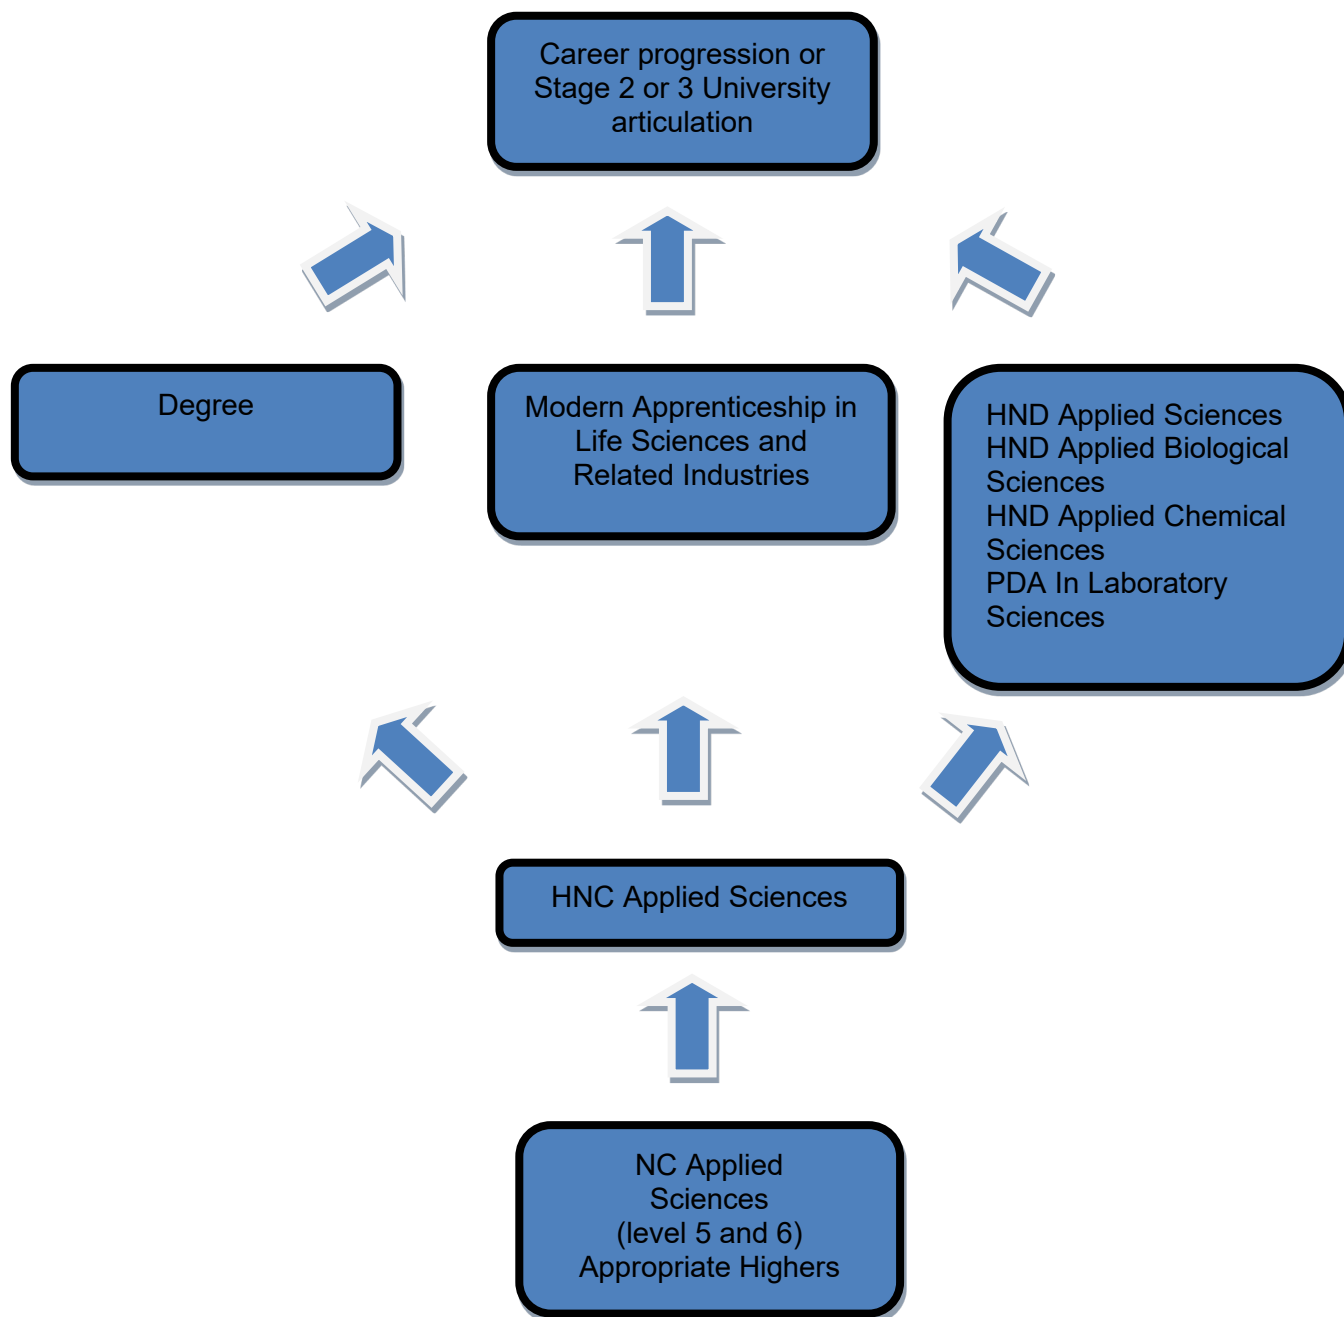 Career progression or
Stage 2 or 3 University
articulation
Degree
Modern Apprenticeship in
Life Sciences and
Related Industries
HND Applied Sciences
HND Applied Biological
Sciences
HND Applied Chemical
Sciences
PDA In Laboratory
Sciences
HNC Applied Sciences
NC Applied
Sciences
(level 5 and 6)
Appropriate Highers